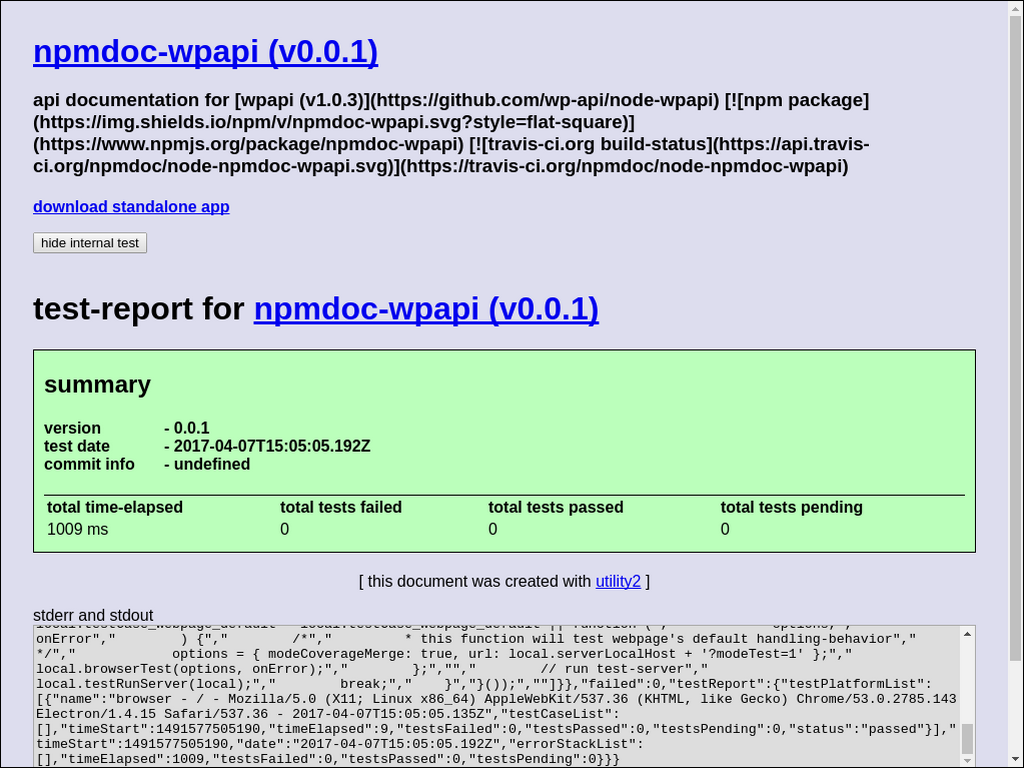 npmdoc-wpapi (v0.0.1)
api documentation for [wpapi (v1.0.3)](https://github.com/wp-api/node-wpapi) [![npm package]
(https://img.shields.io/npm/v/npmdoc-wpapi.svg?style=flat-square)]
(https://www.npmjs.org/package/npmdoc-wpapi) [![travis-ci.org build-status](https://api.travis-
ci.org/npmdoc/node-npmdoc-wpapi.svg)](https://travis-ci.org/npmdoc/node-npmdoc-wpapi)
download standalone app
hide internal test
test-report for npmdoc-wpapi (v0.0.1)
summary
version - 0.0.1
test date - 2017-04-07T15:05:05.192Z
commit info - undefined
total time-elapsed total tests failed total tests passed total tests pending
1009 ms 0 0 0
[ this document was created with utility2 ]
stderr and stdout
onError"," ) {"," /*"," * this function will test webpage's default handling-behavior","
*/"," options = { modeCoverageMerge: true, url: local.serverLocalHost + '?modeTest=1' };","
local.browserTest(options, onError);"," };",""," // run test-server","
local.testRunServer(local);"," break;"," }","}());",""]}},"failed":0,"testReport":{"testPlatformList":
[{"name":"browser - / - Mozilla/5.0 (X11; Linux x86_64) AppleWebKit/537.36 (KHTML, like Gecko) Chrome/53.0.2785.143
Electron/1.4.15 Safari/537.36 - 2017-04-07T15:05:05.135Z","testCaseList":
[],"timeStart":1491577505190,"timeElapsed":9,"testsFailed":0,"testsPassed":0,"testsPending":0,"status":"passed"}],"
timeStart":1491577505190,"date":"2017-04-07T15:05:05.192Z","errorStackList":
[],"timeElapsed":1009,"testsFailed":0,"testsPassed":0,"testsPending":0}}}